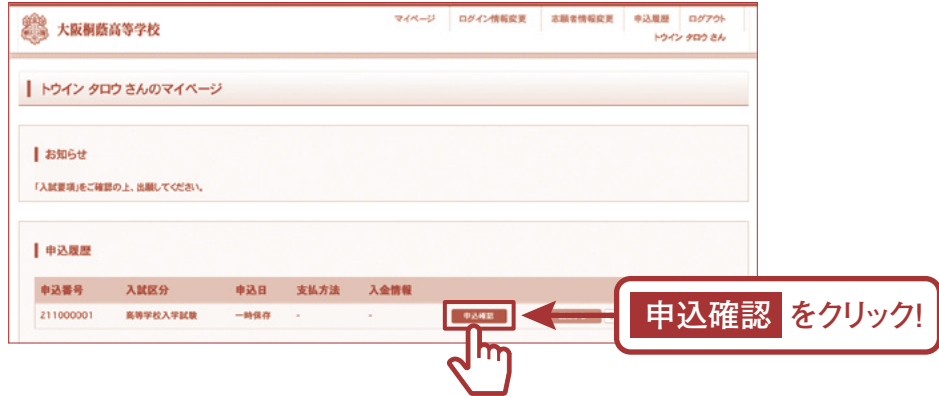 大阪桐蔭高等学校
マイページ ログイン情報変更 志願者情報変更 申込履歴 ログアウト
トウイン タロウ さん
トウイン タロウ さんのマイページ
お知らせ
「入試要項」をご確認の上、出願してください。
申込履歴
申込番号 入試区分 申込日 支払方法 入金情報
211000001 高等学校入学試験 一時保存 - - 申込確認
申込確認 をクリック!